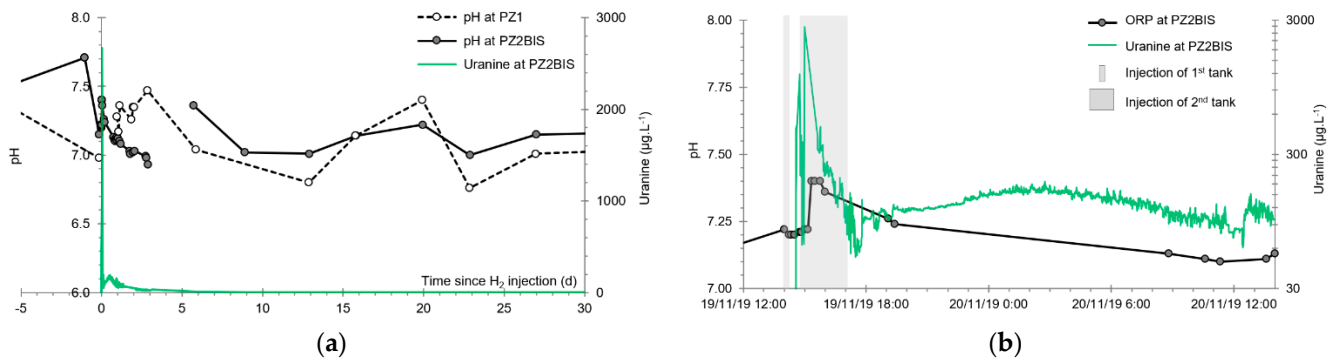 8.0
7.5
7.0
6.5
6.0
pH
pH at PZ1
pH at PZ2BIS
Uranine at PZ2BIS
3000
2000
1000
0
Uranine (µg.L-1)
Time since H2 injection (d)
-5 0 5 10 15 20 25 30
(a)
8.00
7.75
7.50
7.25
7.00
pH
ORP at PZ2BIS
Uranine at PZ2BIS
Injection of 1st tank
Injection of 2nd tank
3000
300
30
Uranine (µg.L-1)
19/11/19 12:00 19/11/19 18:00 20/11/19 0:00 20/11/19 6:00 20/11/19 12:00
(b)